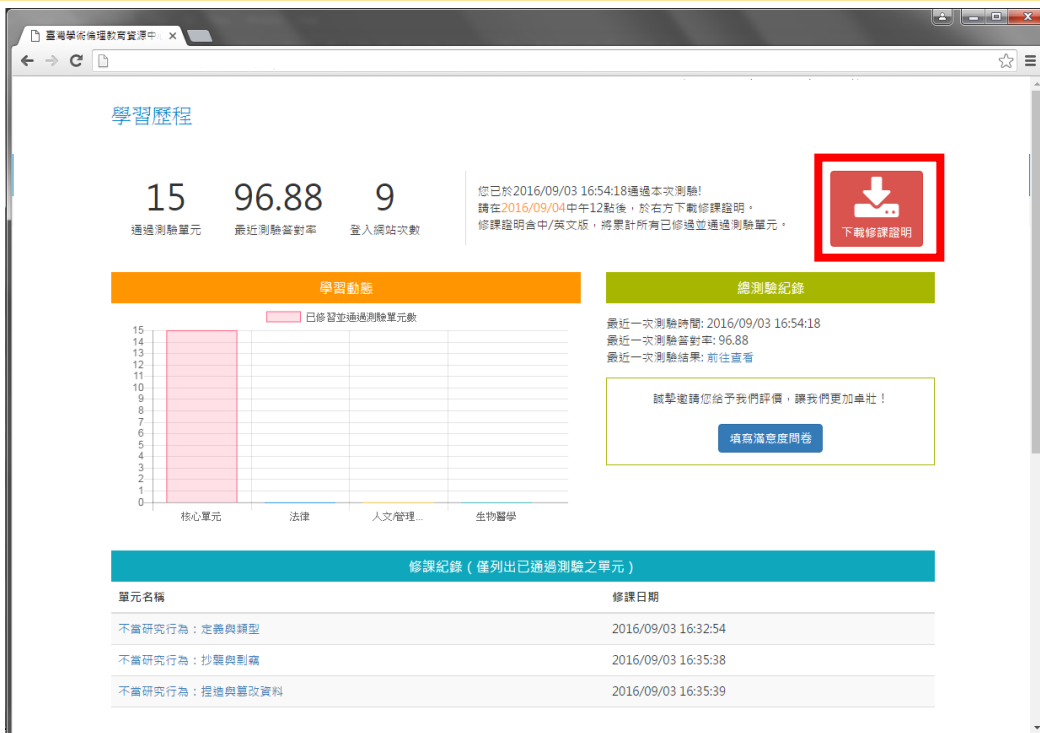 臺灣學術倫理教育資源中
學習歷程
15
96.88
9
通過測驗單元
最近測驗答對率
登入網站次數
您已於2016/09/03 16:54:18通過本次測驗!
請在2016/09/04中午12點後，於右方下載修課證明。
修課證明含中/英文版，將累計所有已修過並通過測驗單元。
下載修課證明
學習動態
已修習並通過測驗單元數
15
14
13
12
11
10
9
8
7
6
5
4
3
2
1
0
核心單元
法律
人文/管理...
生物醫學
總測驗紀錄
最近一次測驗時間: 2016/09/03 16:54:18
最近一次測驗答對率: 96.88
最近一次測驗結果: 前往查看
誠摯邀請您給予我們評價，讓我們更加卓壯！
填寫滿意度問卷
修課紀錄 ( 僅列出已通過測驗之單元 )
單元名稱 修課日期
不當研究行為：定義與類型 2016/09/03 16:32:54
不當研究行為：抄襲與剽竊 2016/09/03 16:35:38
不當研究行為：捏造與篡改資料 2016/09/03 16:35:39